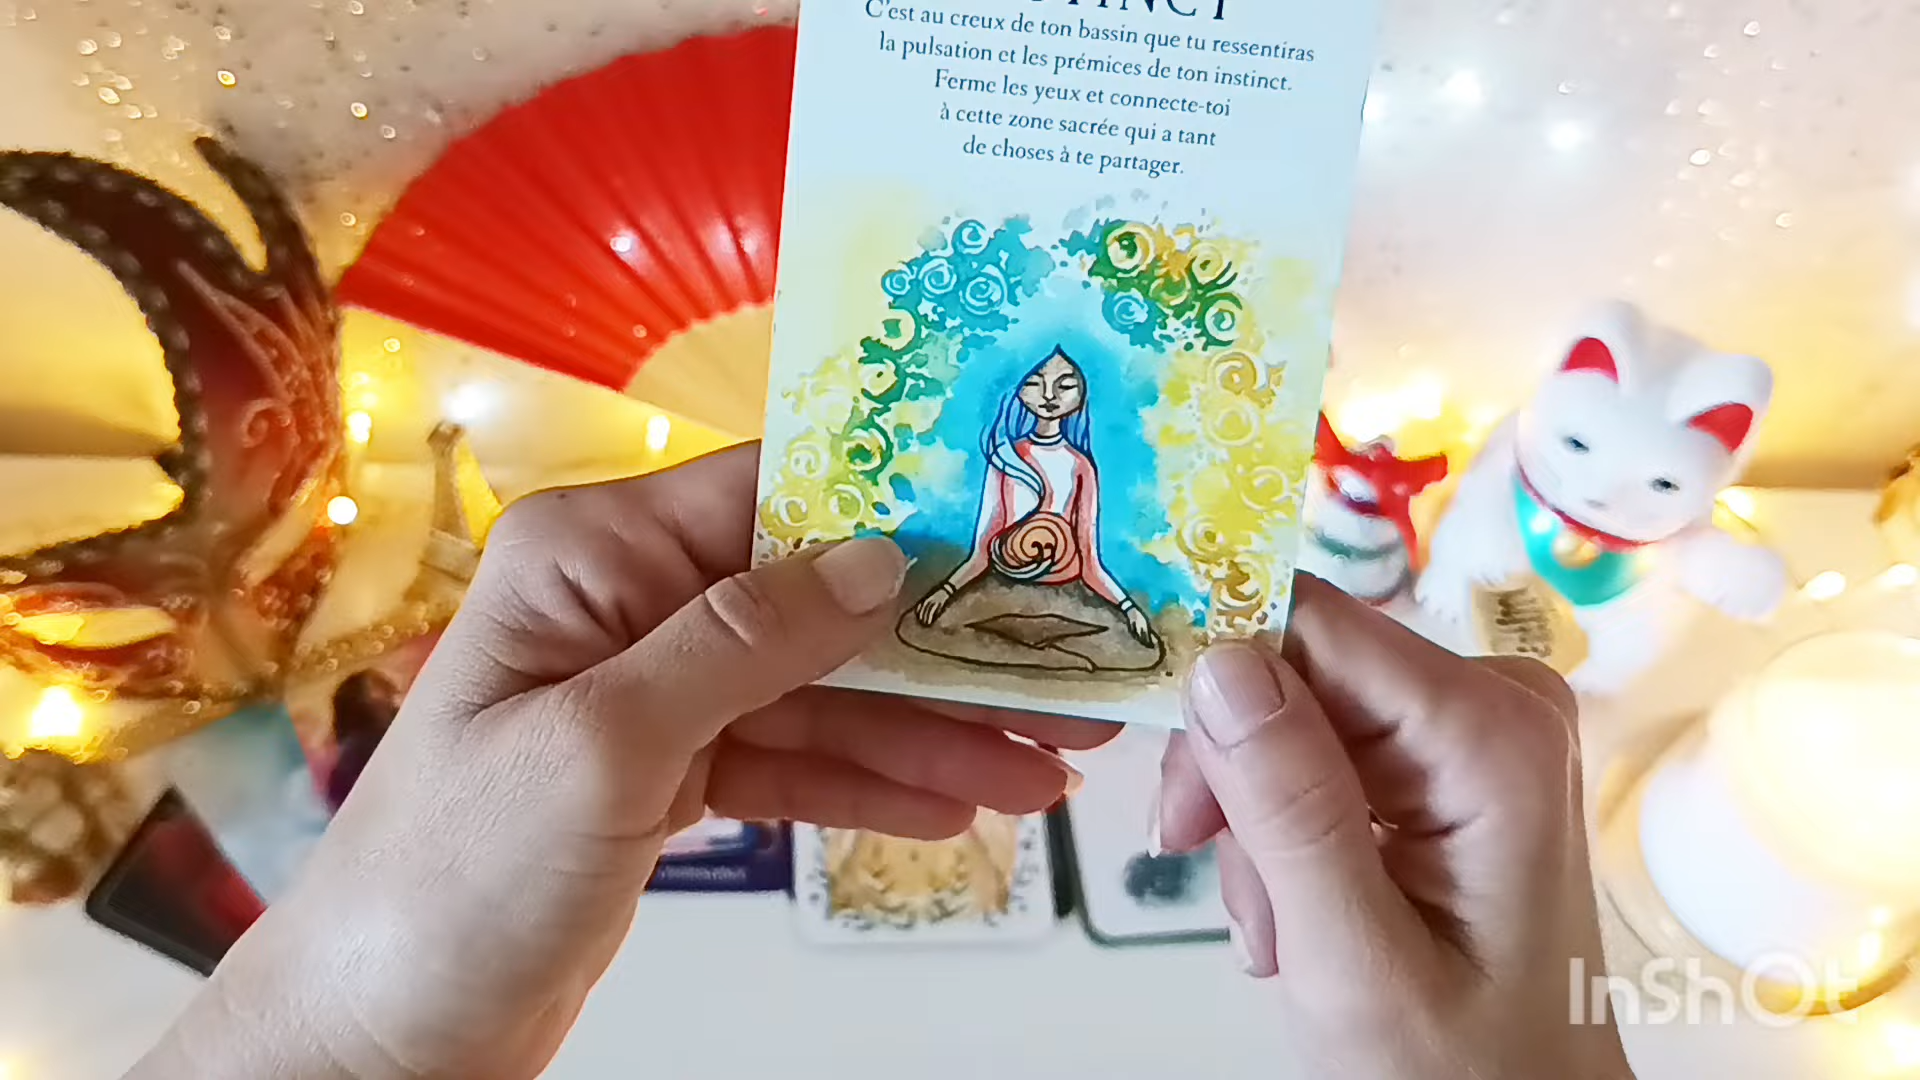 C'est au creux de ton bassin que tu ressentiras
la pulsation et les prémices de ton instinct.
Ferme les yeux et connecte-toi
à cette zone sacrée qui a tant
de choses à te partager.
InShOt